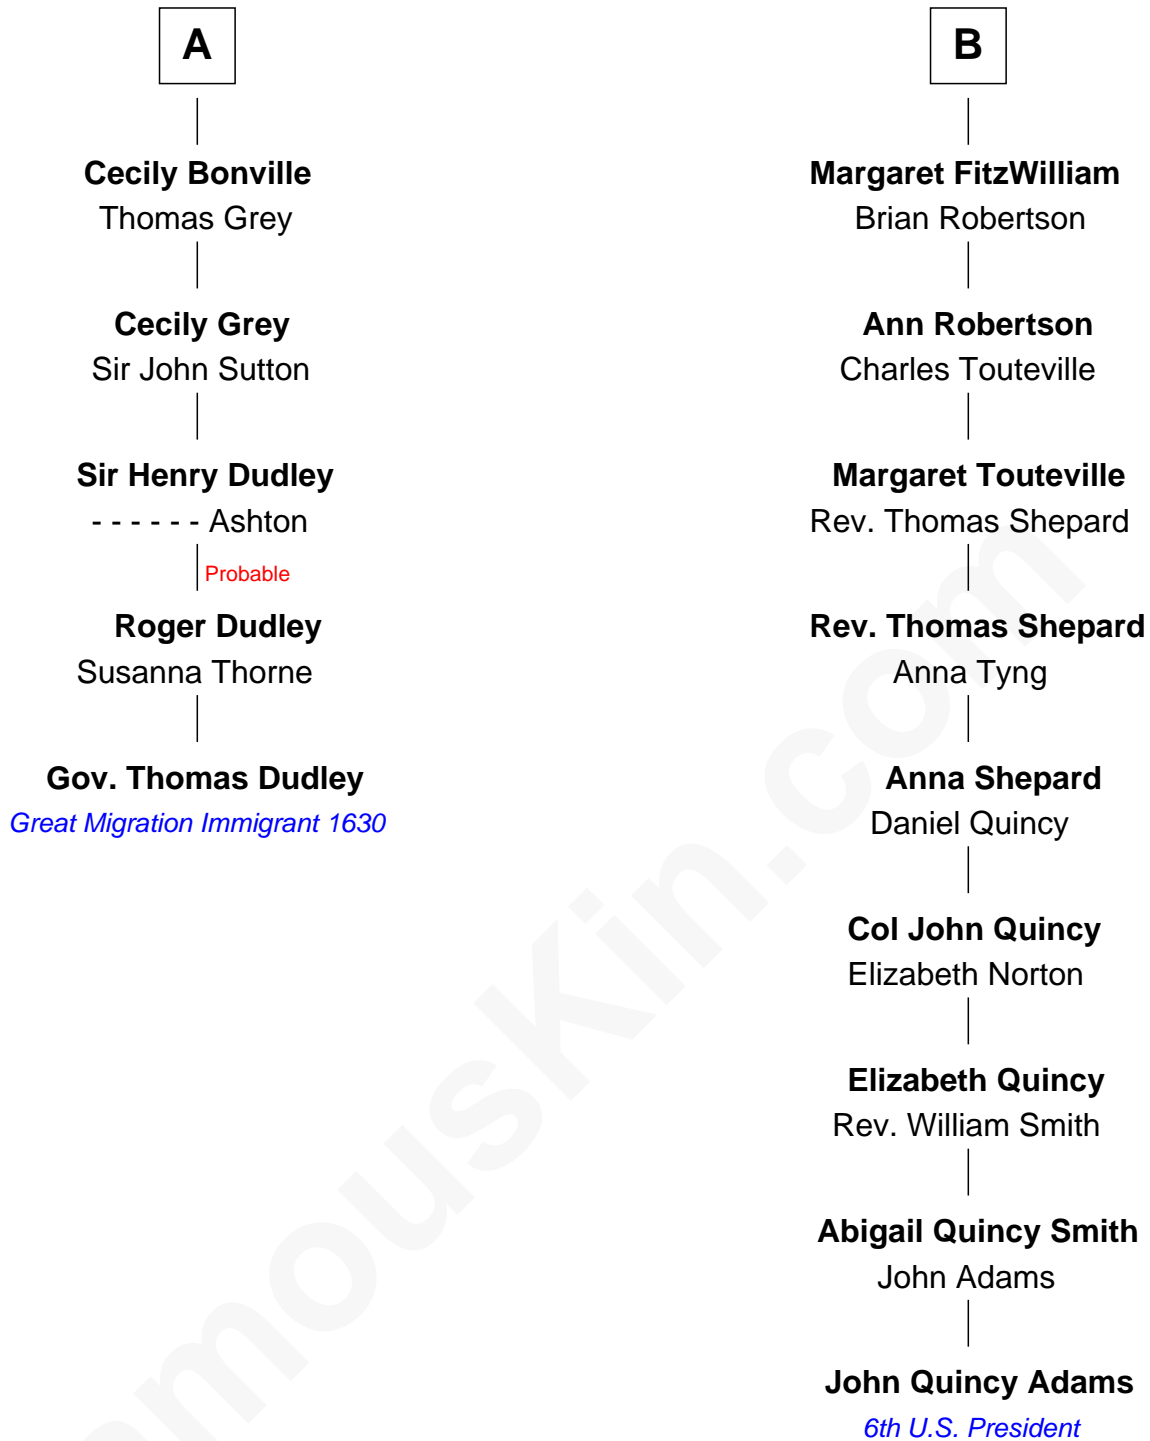 A
Cecily Bonville
Thomas Grey
Cecily Grey
Sir John Sutton
Sir Henry Dudley
- - - - - - Ashton
Probable
Roger Dudley
Susanna Thorne
Gov. Thomas Dudley
Great Migration Immigrant 1630
B
Margaret FitzWilliam
Brian Robertson
Ann Robertson
Charles Touteville
Margaret Touteville
Rev. Thomas Shepard
Rev. Thomas Shepard
Anna Tyng
Anna Shepard
Daniel Quincy
Col John Quincy
Elizabeth Norton
Elizabeth Quincy
Rev. William Smith
Abigail Quincy Smith
John Adams
John Quincy Adams
6th U.S. President
amouskin.com